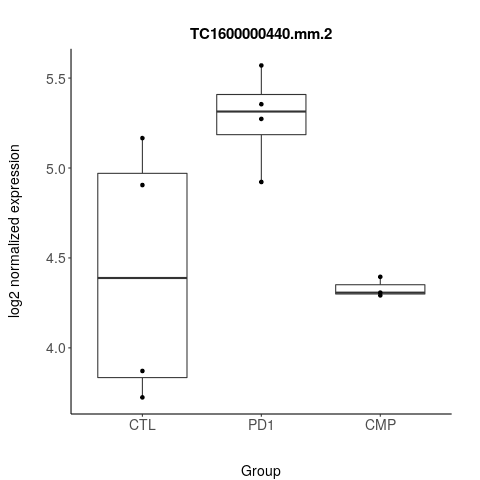 TC1600000440.mm.2
log2 normalized expression
5.5
5.0
4.5
4.0
CTL PD1 CMP
Group